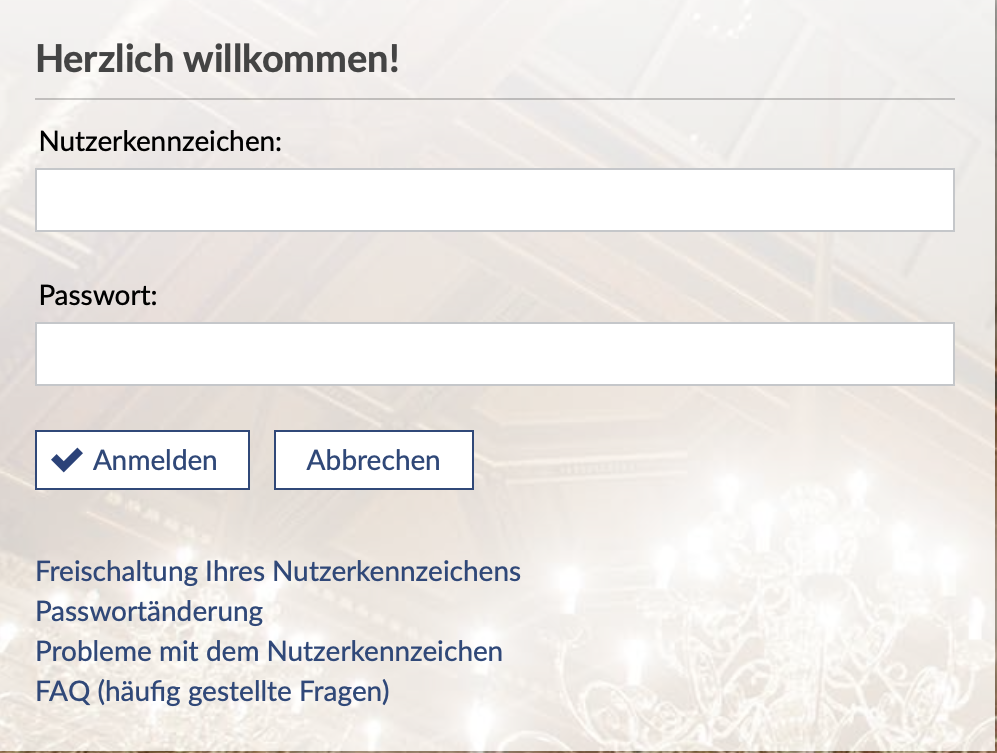 Herzlich willkommen!
Nutzerkennzeichen:
Passwort:
Anmelden Abbrechen
Freischaltung Ihres Nutzerkennzeichens
Passwortänderung
Probleme mit dem Nutzerkennzeichen
FAQ (häufig gestellte Fragen)